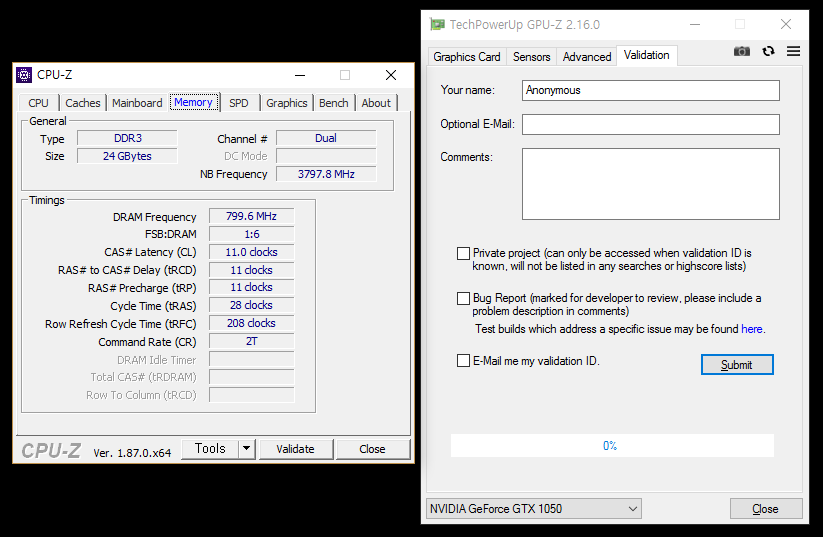 CPU-Z
CPU Caches Mainboard Memory SPD Graphics Bench About
General
Type DDR3 Channel # Dual
Size 24 GBytes DC Mode
NB Frequency 3797.8 MHz
Timings
DRAM Frequency 799.6 MHz
FSB:DRAM 1:6
CAS# Latency (CL) 11.0 clocks
RAS# to CAS# Delay (tRCD) 11 clocks
RAS# Precharge (tRP) 11 clocks
Cycle Time (tRAS) 28 clocks
Row Refresh Cycle Time (tRFC) 208 clocks
Command Rate (CR) 2T
DRAM Idle Timer
Total CAS# (tRDRAM)
Row To Column (tRCD)
CPU-Z Ver. 1.87.0.x64 Tools Validate Close
TechPowerUp GPU-Z 2.16.0
Graphics Card Sensors Advanced Validation
Your name: Anonymous
Optional E-Mail:
Comments:
Private project (can only be accessed when validation ID is
known, will not be listed in any searches or highscore lists)
Bug Report (marked for developer to review, please include a
problem description in comments)
Test builds which address a specific issue may be found here.
E-Mail me my validation ID. Submit
0%
NVIDIA GeForce GTX 1050 Close